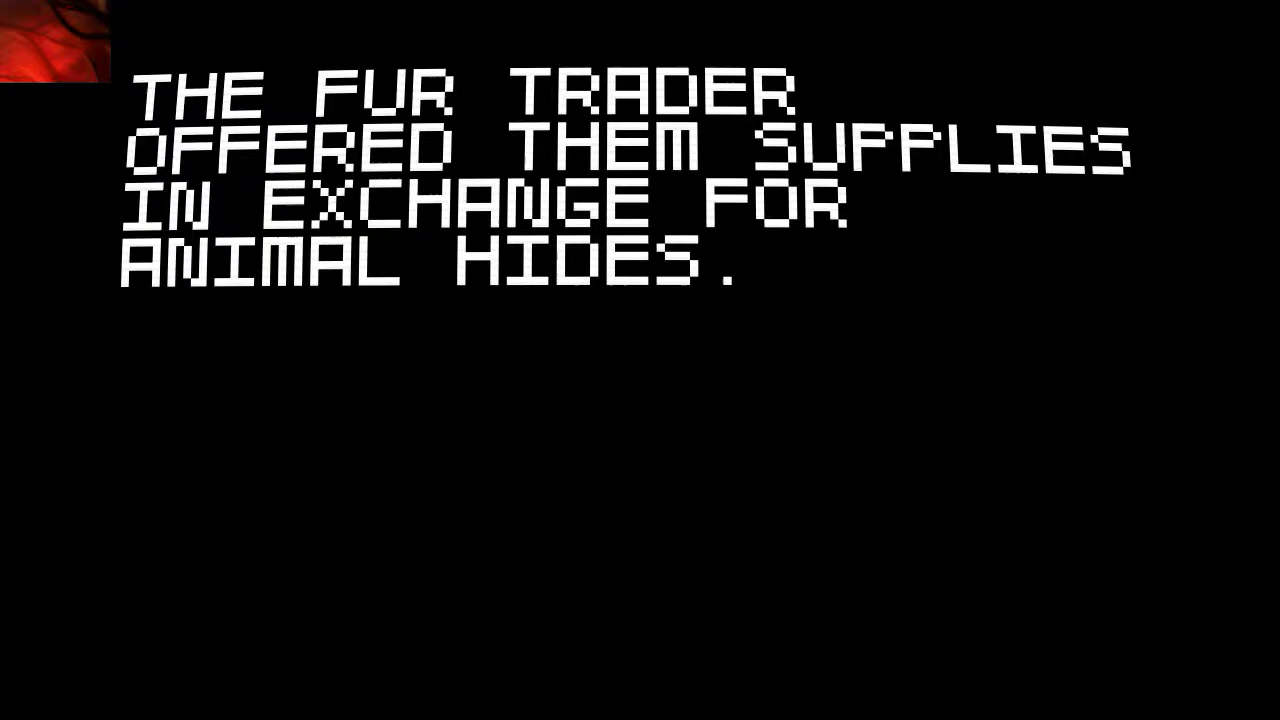 THE FUR TRADER
OFFERED THEM SUPPLIES
IN EXCHANGE FOR
ANIMAL HIDES.